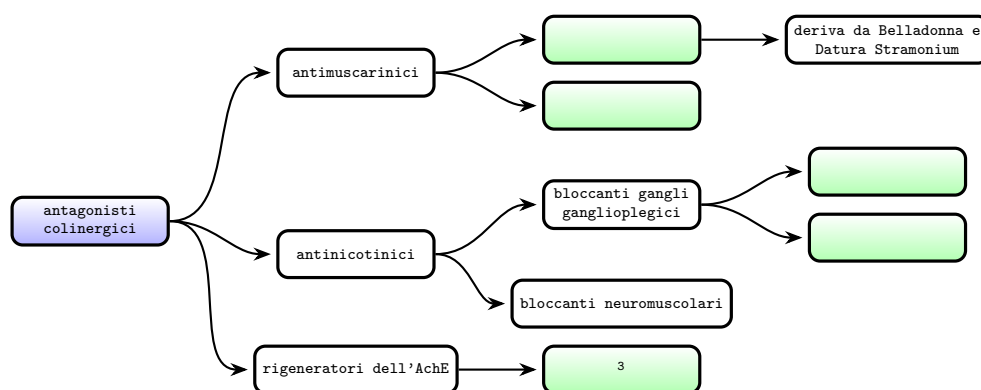 deriva da Belladonna e
Datura Stramonium
antimuscarinici
bloccanti gangli
ganglioplegici
antagonisti
colinergici
antinicotinici
bloccanti neuromuscolari
rigeneratori dell'AchE
3